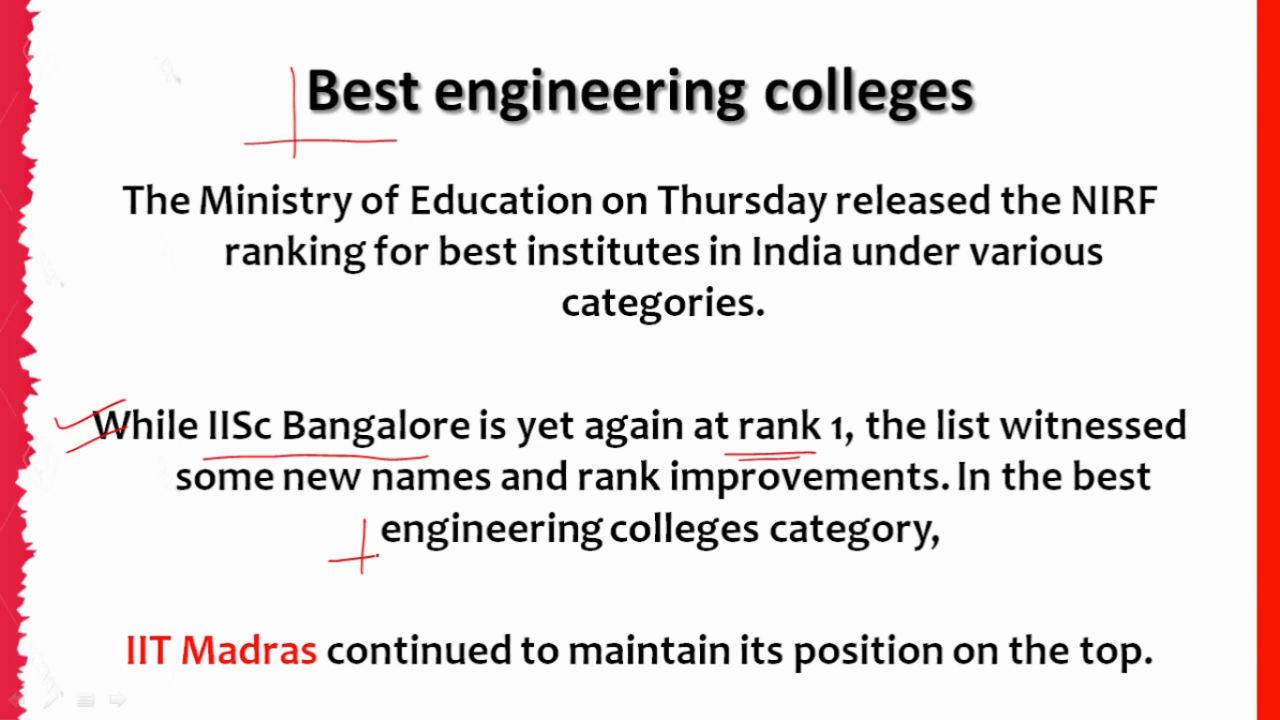 Best engineering colleges
The Ministry of Education on Thursday released the NIRF
ranking for best institutes in India under various
categories.
While IISc Bangalore is yet again at rank 1, the list witnessed
some new names and rank improvements. In the best
engineering colleges category,
IIT Madras continued to maintain its position on the top.